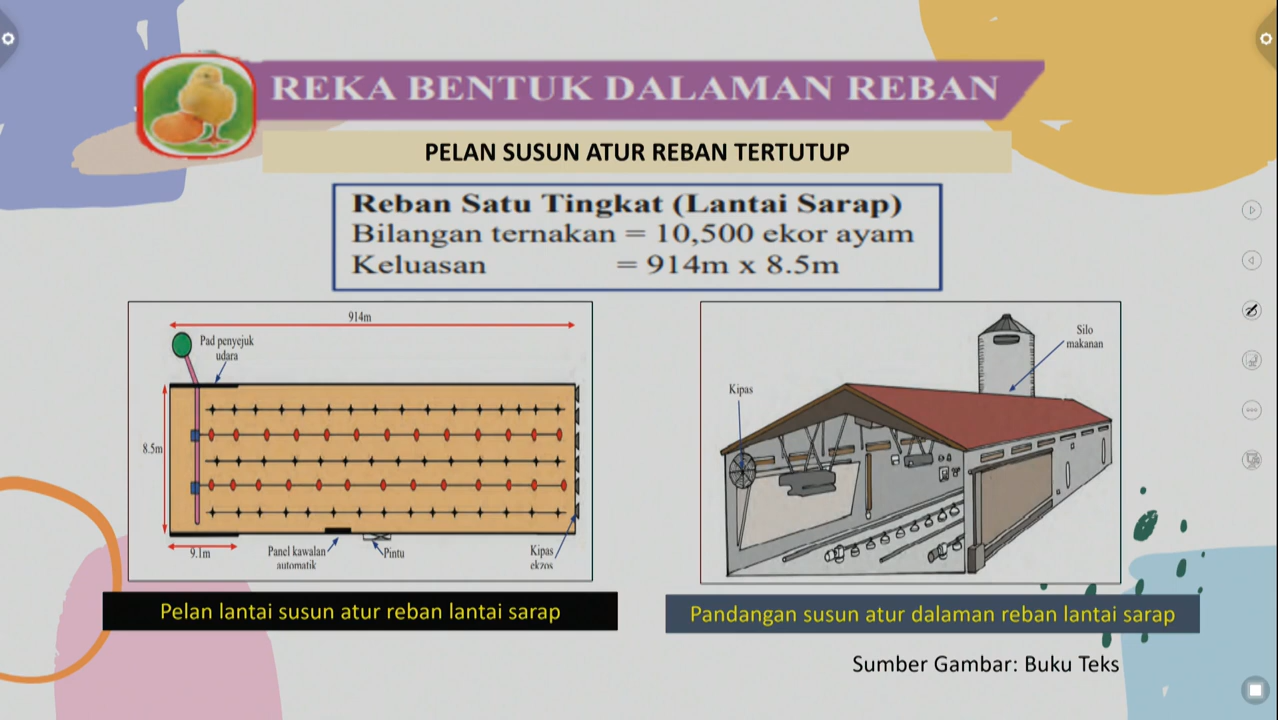 REKA BENTUK DALAMAN REBAN
PELAN SUSUN ATUR REBAN TERTUTUP
Reban Satu Tingkat (Lantai Sarap)
Bilangan ternakan = 10,500 ekor ayam
Keluasan = 914m x 8.5m
914m
Pad penyejuk
udara
8.5m
9.1m
Panel kawalan
automatik
Pintu
Kipas
ekzos
Silo
makanan
Kipas
Pelan lantai susun atur reban lantai sarap
Pandangan susun atur dalaman reban lantai sarap
Sumber Gambar: Buku Teks